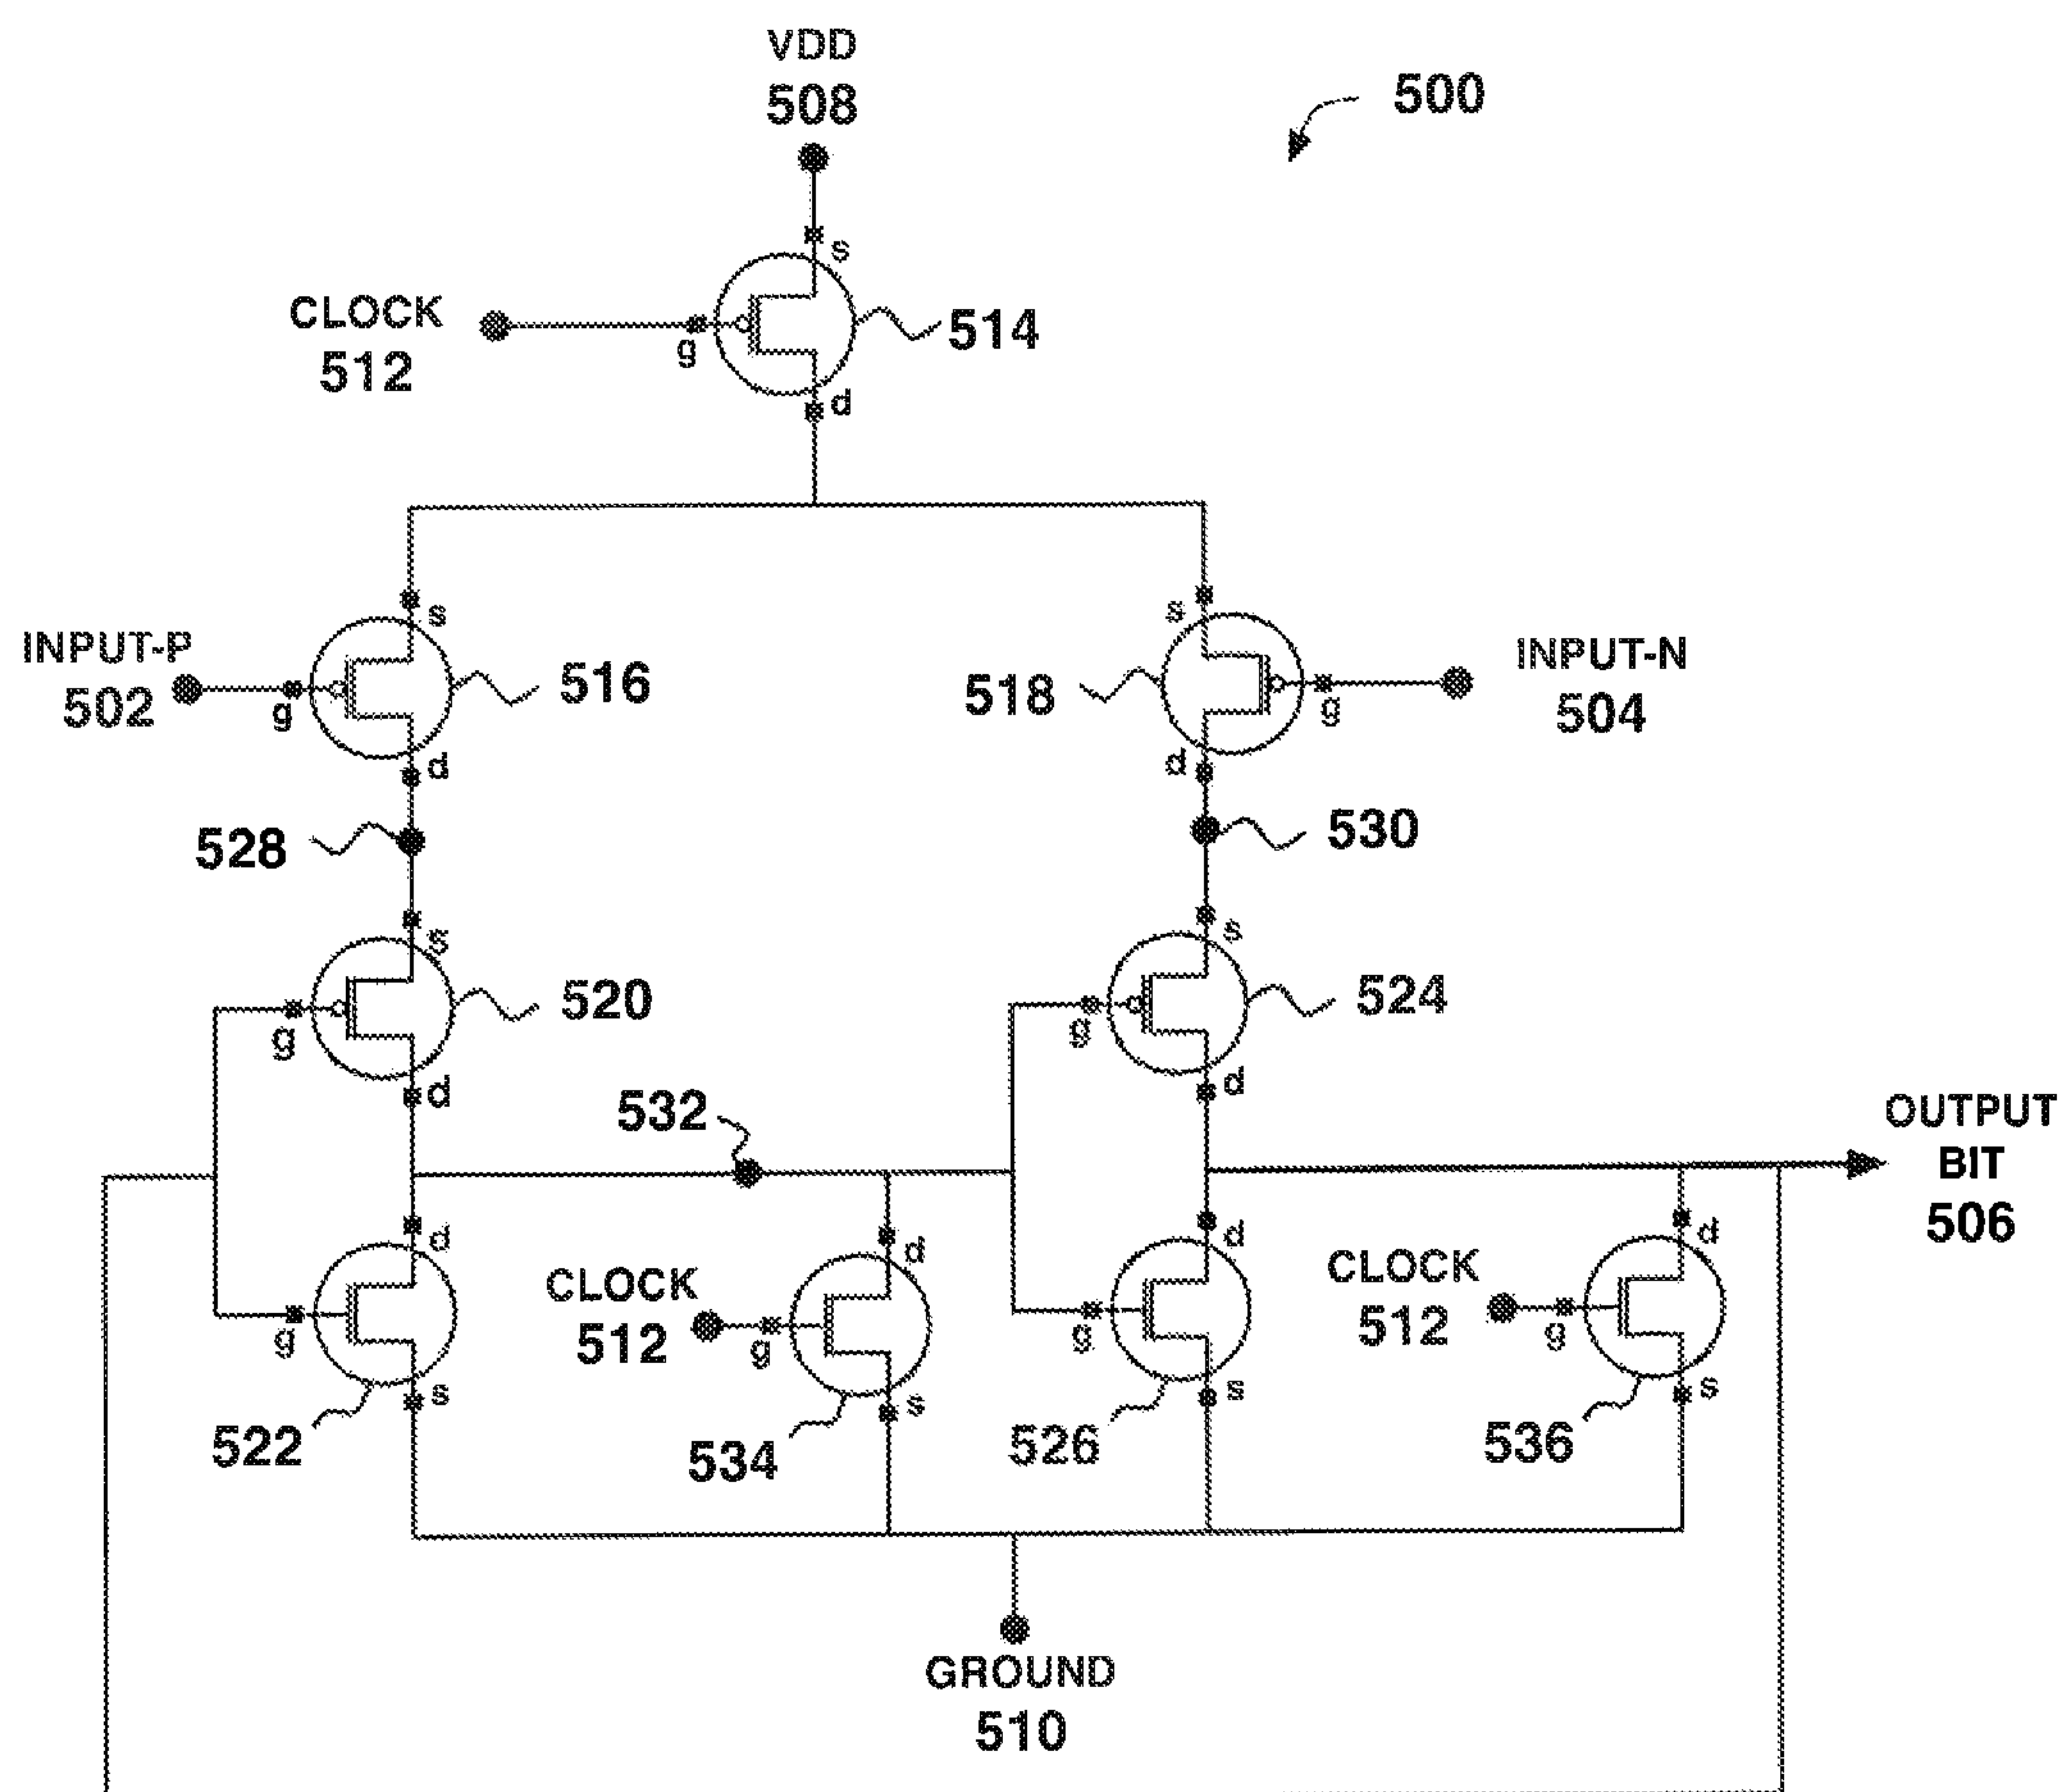 VDD
508
500
s
CLOCK
512
g
514
d
s
s
INPUT-P
502
g
516
518
g
INPUT-N
504
d
d
528
530
s
s
g
520
g
524
d
d
532
OUTPUT
BIT
506
d
d
d
d
CLOCK
512
CLOCK
512
g
g
g
g
s
s
s
s
522
534
526
536
GROUND
510